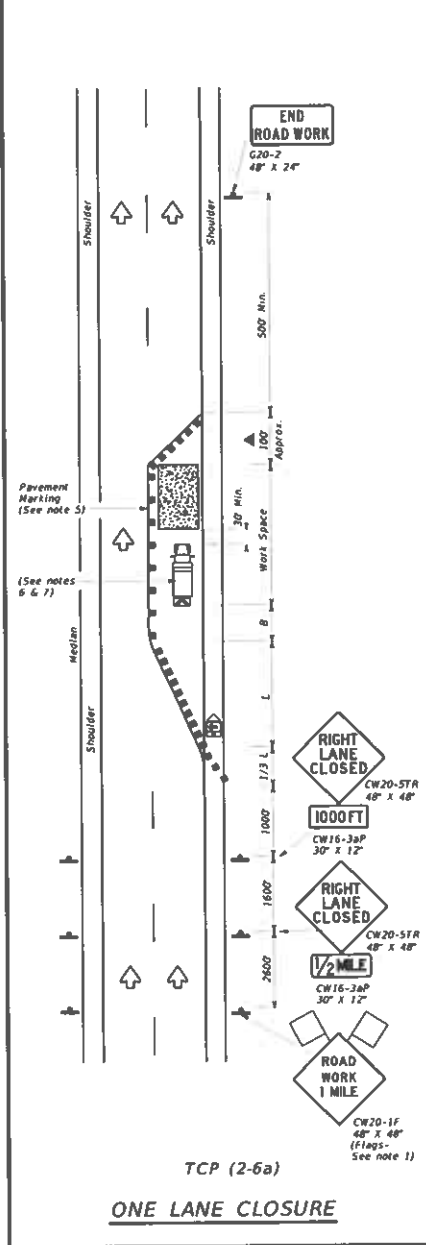 END
ROAD WORK
G20-2
48" X 24"
Shoulder
Shoulder
500' Min.
100'
Approx.
Pavement
Marking
(See note 5)
30' Min.
Work Space
(See notes
6 & 7)
B
Median
Shoulder
L
1/3 L
RIGHT
LANE
CLOSED
CW20-5TR
48" X 48"
1000 FT
CW16-3aP
30" X 12"
1000'
1600'
RIGHT
LANE
CLOSED
CW20-5TR
48" X 48"
1/2 MILE
CW16-3aP
30" X 12"
2600'
ROAD
WORK
1 MILE
CW20-1F
48" X 48"
(Flags-
See note 1)
TCP (2-6a)
ONE LANE CLOSURE